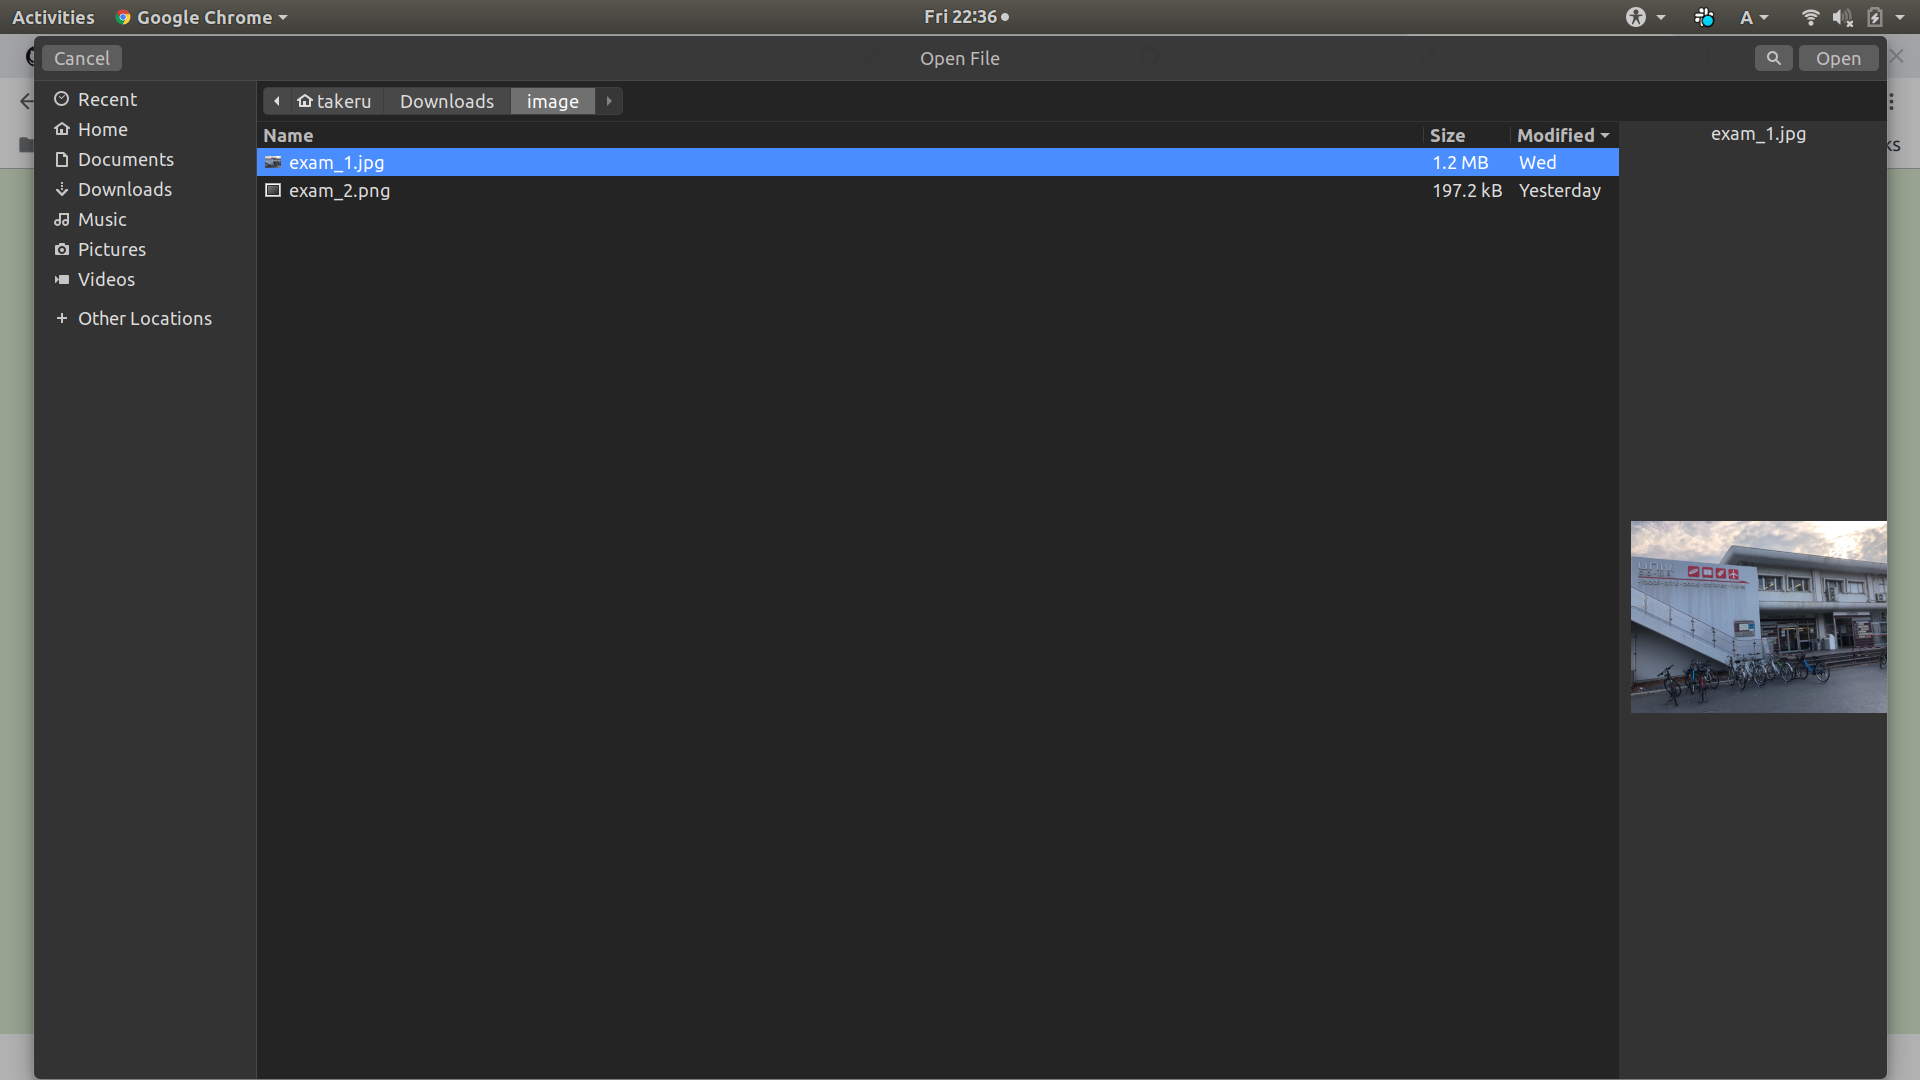 Activities Google Chrome Fri 22:36 A
Cancel Open File Open
Recent
Home
Documents
Downloads
Music
Pictures
Videos
Other Locations
takeru Downloads image
Name Size Modified
exam_1.jpg 1.2 MB Wed
exam_2.png 197.2 kB Yesterday
exam_1.jpg
ks
univ